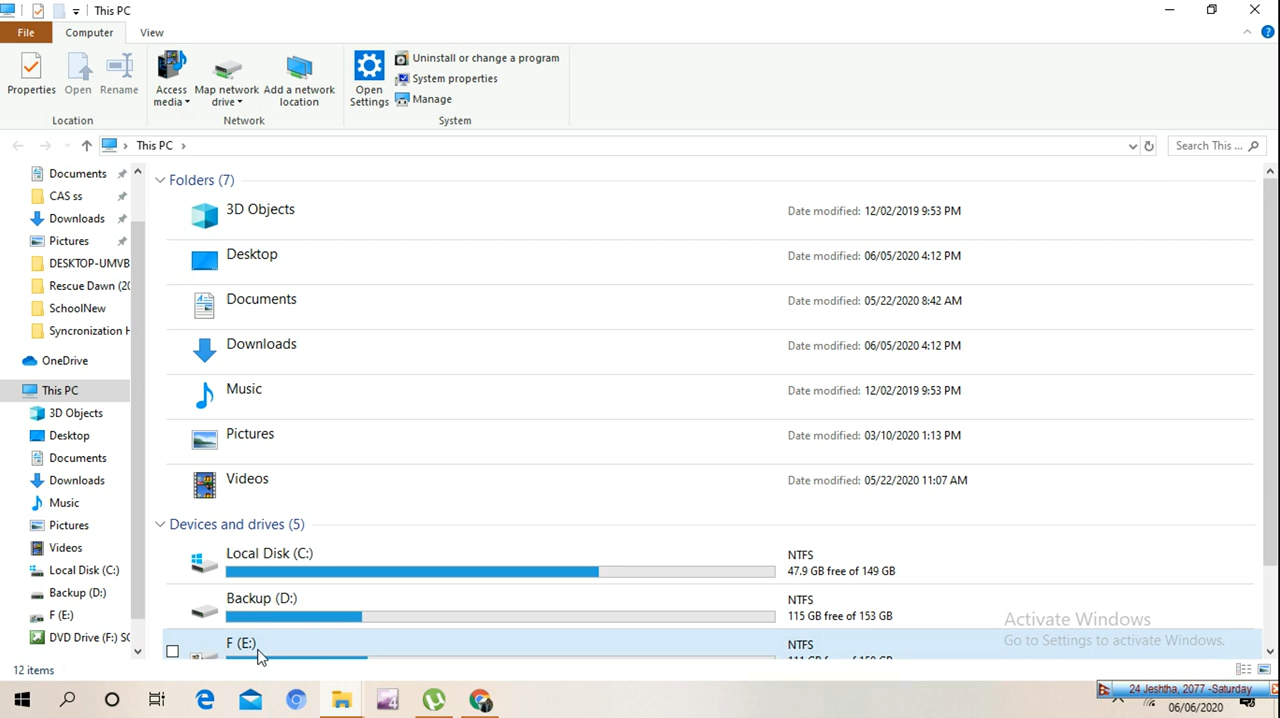 This PC
File
Computer
View
Properties
Open
Rename
Access media
Map network drive
Add a network location
Open Settings
Uninstall or change a program
System properties
Manage
Location
Network
System
This PC
Search This ...
Documents
CAS ss
Downloads
Pictures
DESKTOP-UMVB
Rescue Dawn (20
SchoolNew
Syncronization H
OneDrive
This PC
3D Objects
Desktop
Documents
Downloads
Music
Pictures
Videos
Local Disk (C:)
Backup (D:)
F (E:)
DVD Drive (F:) SC
Folders (7)
3D Objects
Date modified: 12/02/2019 9:53 PM
Desktop
Date modified: 06/05/2020 4:12 PM
Documents
Date modified: 05/22/2020 8:42 AM
Downloads
Date modified: 06/05/2020 4:12 PM
Music
Date modified: 12/02/2019 9:53 PM
Pictures
Date modified: 03/10/2020 1:13 PM
Videos
Date modified: 05/22/2020 11:07 AM
Devices and drives (5)
Local Disk (C:)
NTFS
47.9 GB free of 149 GB
Backup (D:)
NTFS
115 GB free of 153 GB
F (E:)
NTFS
Activate Windows
Go to Settings to activate Windows.
12 items
24 Jeshtha, 2077 -Saturday
06/06/2020